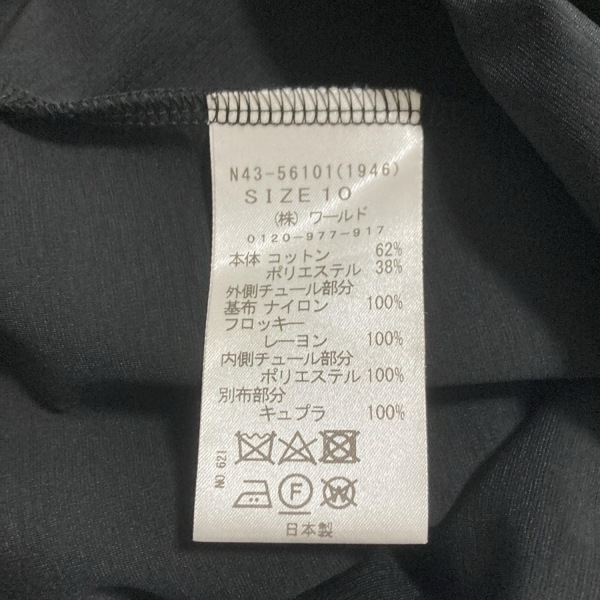 N43-56101(1946)
SIZE 10
(株) ワールド
0120-977-917
本体 コットン 62%
ポリエステル 38%
外側チュール部分
基布 ナイロン 100%
フロッキー
レーヨン 100%
内側チュール部分
ポリエステル 100%
別布部分
キュプラ 100%
NO 621
F
W
日本製